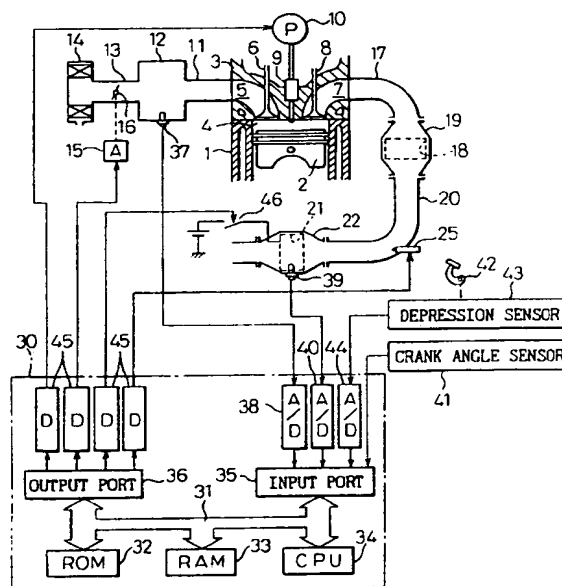 10
P
14 13 12 11 6 3 9 8 17
5 7
4
16
15 A
37
1
2
19
18
20
46
21 22
25
39
42
43
DEPRESSION SENSOR
CRANK ANGLE SENSOR
41
30 45 45
40 44
D D D D
38 A/D A/D A/D
OUTPUT PORT 36 35 INPUT PORT
31
ROM 32 RAM 33 CPU 34